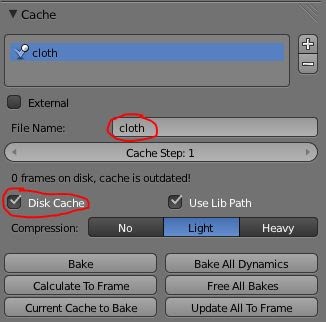 Cache
cloth
External
File Name: cloth
Cache Step: 1
0 frames on disk, cache is outdated!
Disk Cache Use Lib Path
Compression: No Light Heavy
Bake Bake All Dynamics
Calculate To Frame Free All Bakes
Current Cache to Bake Update All To Frame